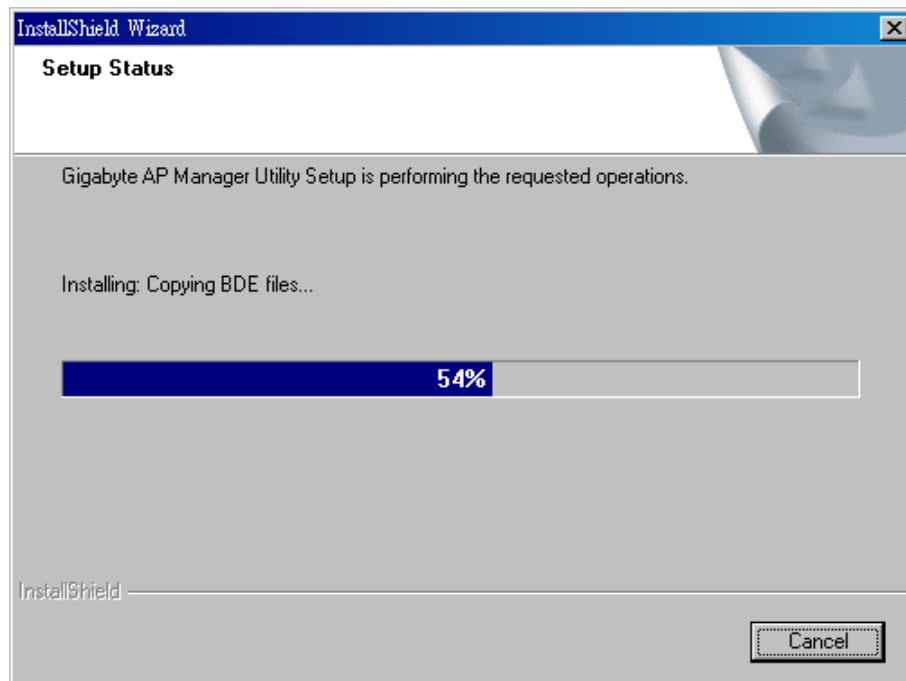 InstallShield Wizard
Setup Status
Gigabyte AP Manager Utility Setup is performing the requested operations.
Installing: Copying BDE files...
54%
InstallShield
Cancel